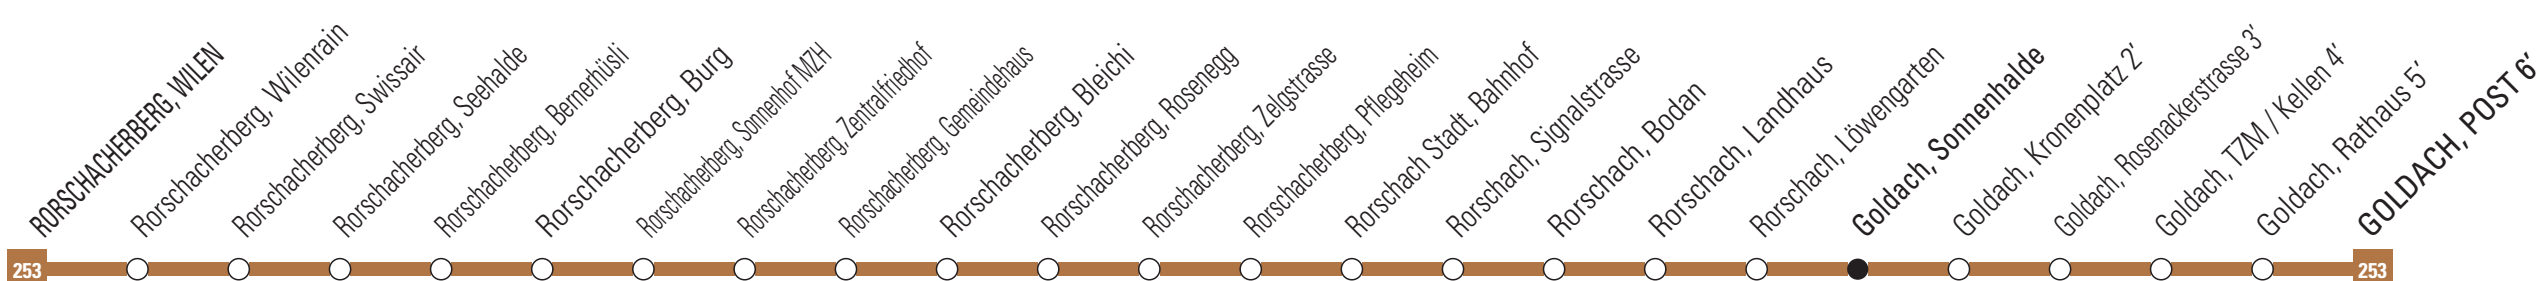 RORSCHACHERBERG, WILEN
Rorschacherberg, Wilenrain
Rorschacherberg, Swissair
Rorschacherberg, Seehalde
Rorschacherberg, Bernerhüsli
Rorschacherberg, Burg
Rorschacherberg, Sonnenhof MZH
Rorschacherberg, Zentralfriedhof
Rorschacherberg, Gemeindehaus
Rorschacherberg, Bleichi
Rorschacherberg, Rosenegg
Rorschacherberg, Zelgstrasse
Rorschacherberg, Pflegeheim
Rorschach Stadt, Bahnhof
Rorschach, Signalstrasse
Rorschach, Bodan
Rorschach, Landhaus
Rorschach, Löwengarten
Goldach, Sonnenhalde
Goldach, Kronenplatz 2′
Goldach, Rosenackerstrasse 3′
Goldach, TZM / Kellen 4′
Goldach, Rathaus 5′
GOLDACH, POST 6′
253
253